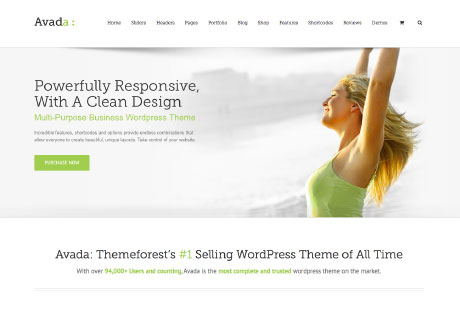 Avada :
Home Sliders Headers Pages Portfolio Blog Shop Features Shortcodes Reviews Demos
Powerfully Responsive,
With A Clean Design
Multi-Purpose Business Wordpress Theme
Incredible features, shortcodes and options provide endless combinations that
allow everyone to create beautiful, unique layouts. Take control of your website.
PURCHASE NOW
Avada: Themeforest's #1 Selling WordPress Theme of All Time
With over 94,000+ Users and counting, Avada is the most complete and trusted wordpress theme on the market.